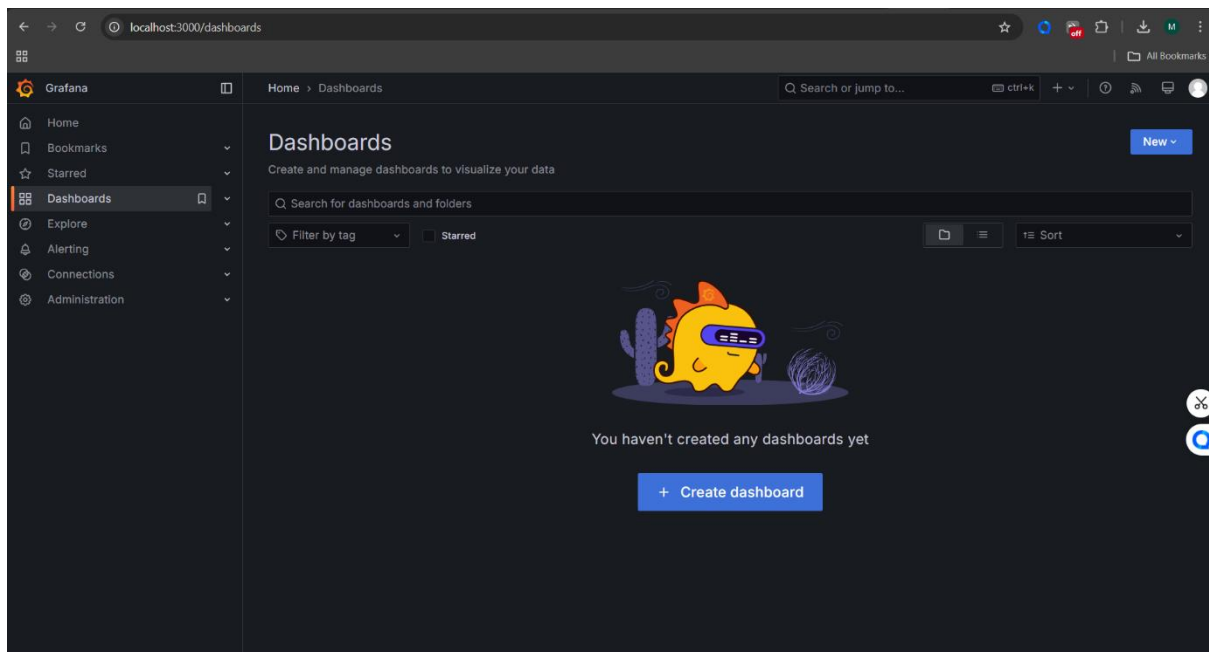 localhost:3000/dashboards
off
M
All Bookmarks
Grafana
Home › Dashboards
Search or jump to...
ctrl+k
Home
Bookmarks
Starred
Dashboards
Explore
Alerting
Connections
Administration
Dashboards
New
Create and manage dashboards to visualize your data
Search for dashboards and folders
Filter by tag
Starred
Sort
You haven't created any dashboards yet
+ Create dashboard